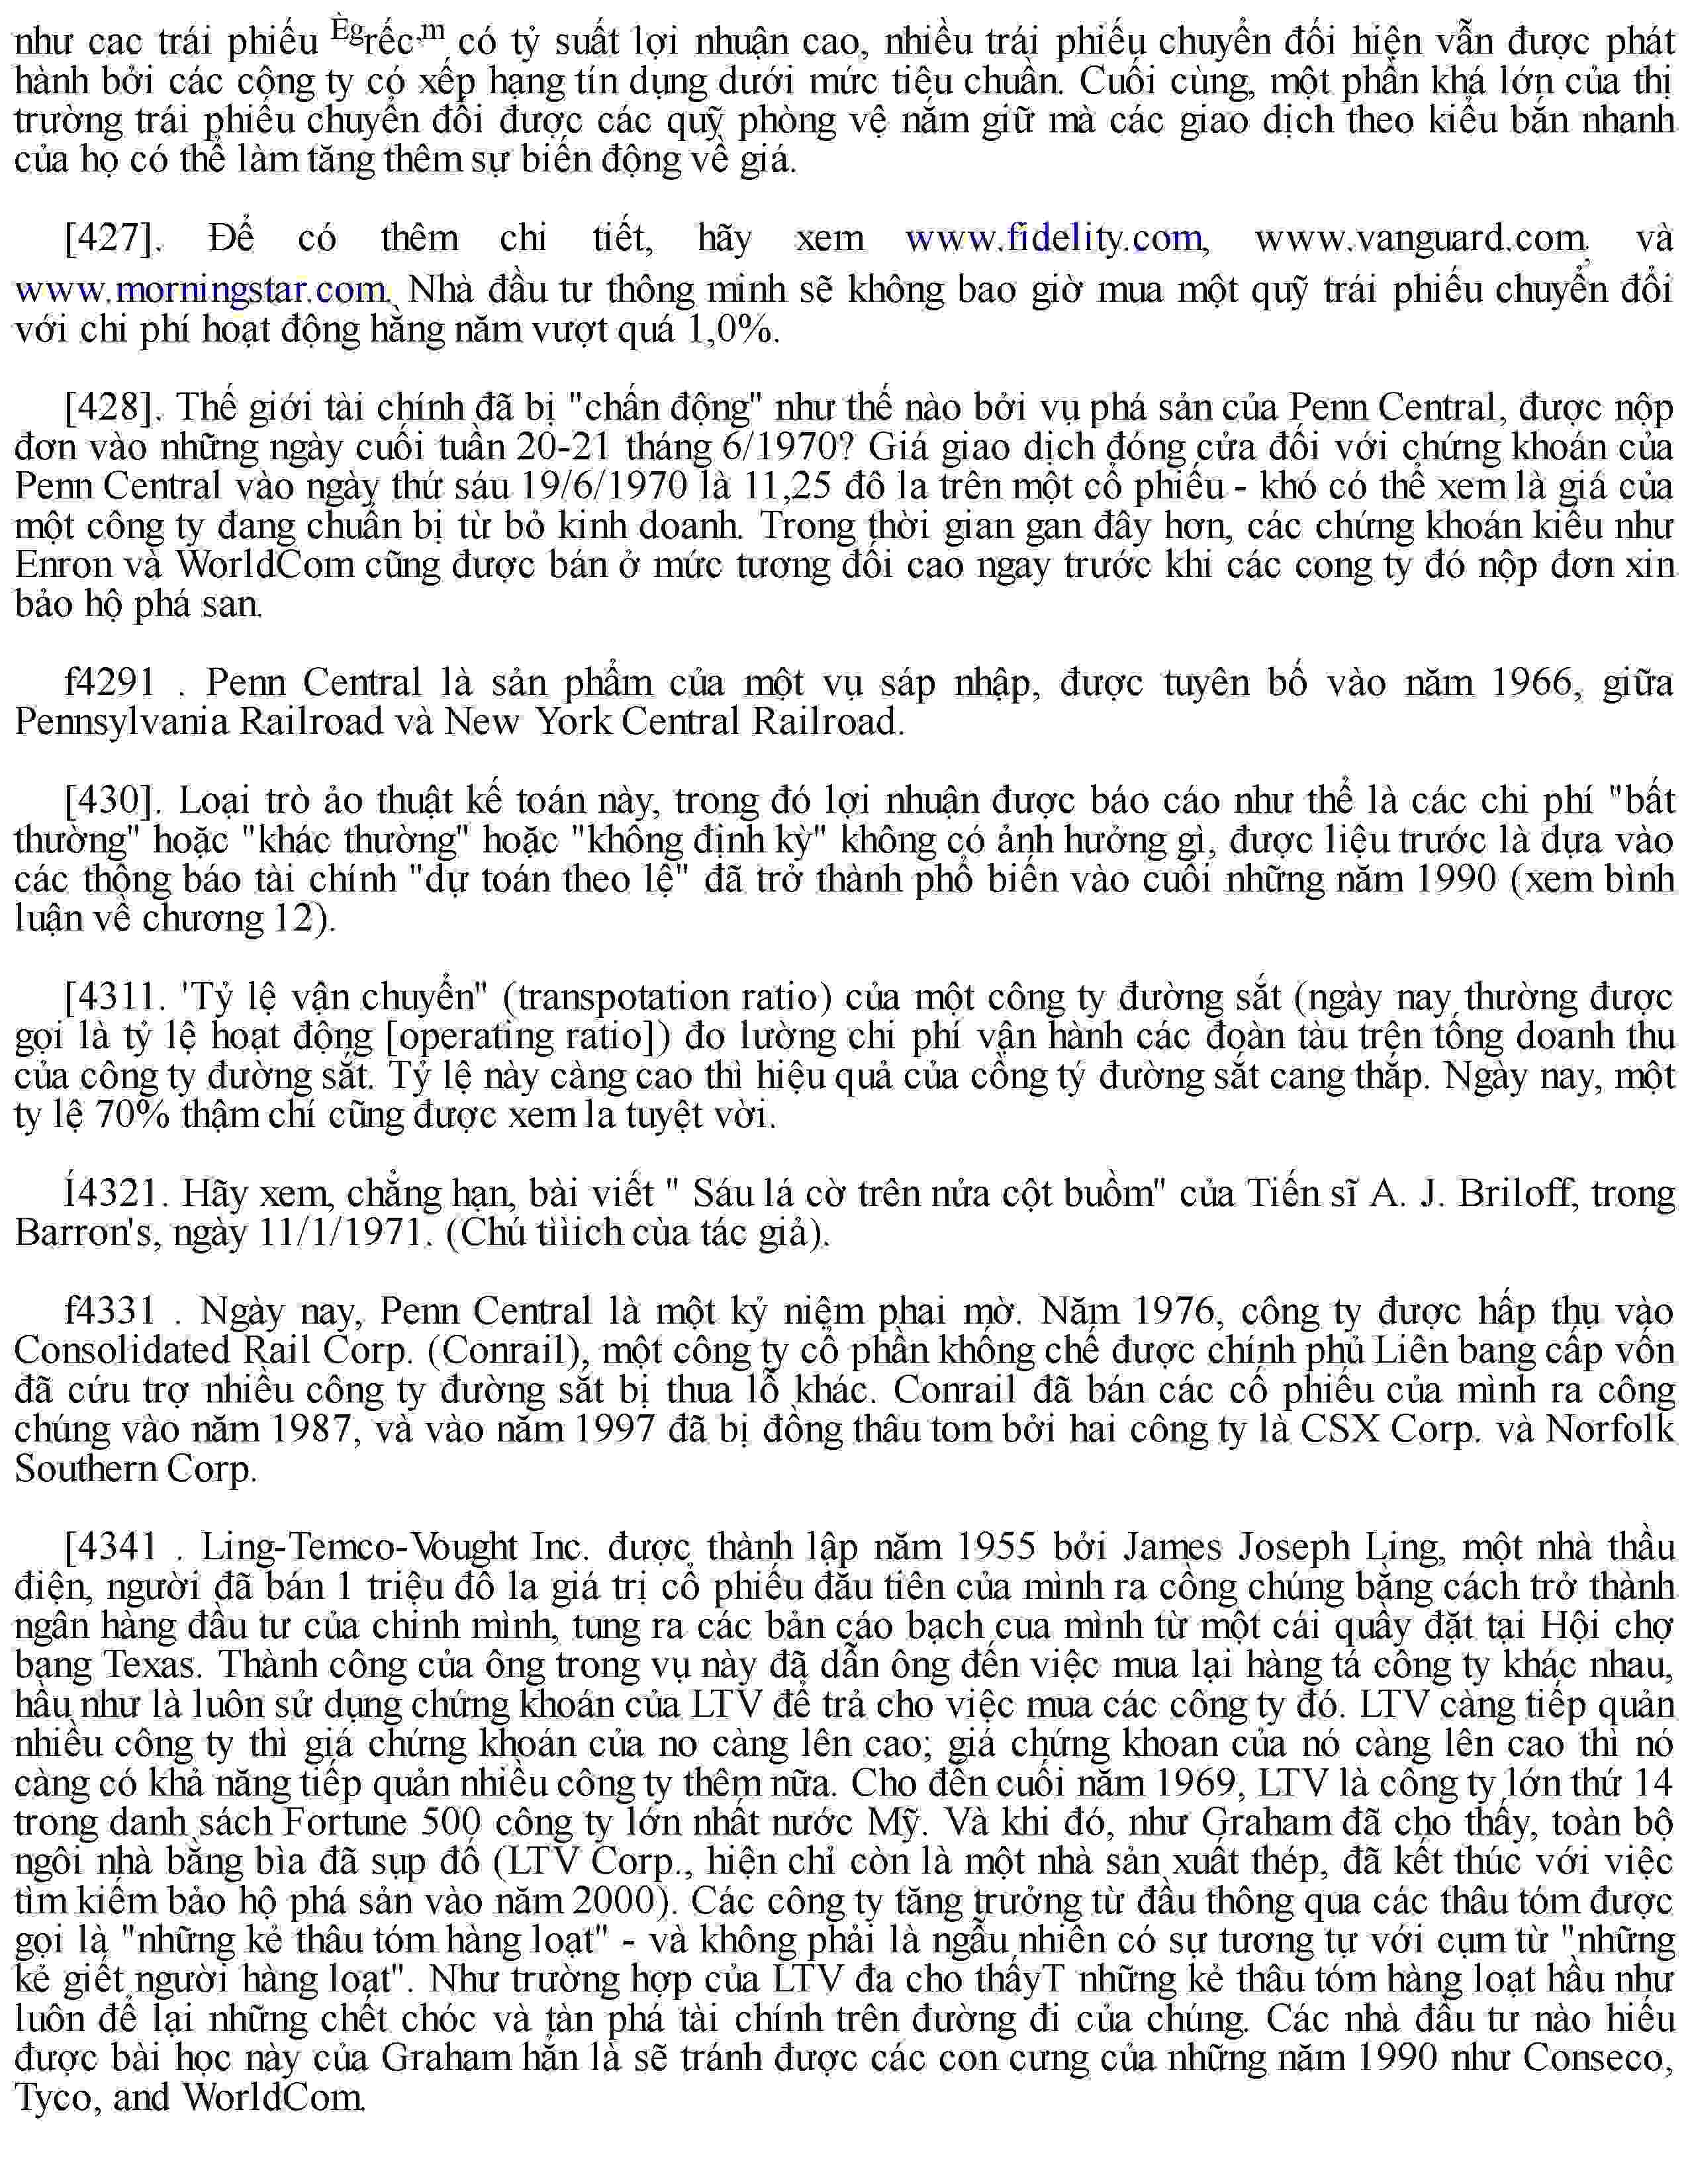 như cac trái phiếu Ègrếc,m có tỷ suất lợi nhuận cao, nhiều trái phiếu chuyển đổi hiện vẫn được phát
hành bởi các công ty có xếp hạng tín dụng dưới mức tiêu chuẩn. Cuối cùng, một phần khá lớn của thị
trường trái phiếu chuyển đổi được các quỹ phòng vệ nắm giữ mà các giao dịch theo kiểu bắn nhanh
của họ có thể làm tăng thêm sự biến động về giá.
[427]. Để có thêm chi tiết, hãy xem www.fidelity.com, www.vanguard.com, và
www.morningstar.com. Nhà đầu tư thông minh sẽ không bao giờ mua một quỹ trái phiếu chuyển đổi
với chi phí hoạt động hằng năm vượt quá 1,0%.
[428]. Thế giới tài chính đã bị "chấn động" như thế nào bởi vụ phá sản của Penn Central, được nộp
đơn vào những ngày cuối tuần 20-21 tháng 6/1970? Giá giao dịch đóng cửa đối với chứng khoán của
Penn Central vào ngày thứ sáu 19/6/1970 là 11,25 đô la trên một cổ phiếu - khó có thể xem là giá của
một công ty đang chuẩn bị từ bỏ kinh doanh. Trong thời gian gan đây hơn, các chứng khoán kiểu như
Enron và WorldCom cũng được bán ở mức tương đối cao ngay trước khi các cong ty đó nộp đơn xin
bảo hộ phá san.
f4291 . Penn Central là sản phẩm của một vụ sáp nhập, được tuyên bố vào năm 1966, giữa
Pennsylvania Railroad và New York Central Railroad.
[430]. Loại trò ảo thuật kế toán này, trong đó lợi nhuận được báo cáo như thể là các chi phí "bất
thường" hoặc "khác thường" hoặc "không định kỳ" không có ảnh hưởng gì, được liệu trước là dựa vào
các thông báo tài chính "dự toán theo lệ" đã trở thành phổ biến vào cuối những năm 1990 (xem bình
luận về chương 12).
[4311. 'Tỷ lệ vận chuyển" (transpotation ratio) của một công ty đường sắt (ngày nay thường được
gọi là tỷ lệ hoạt động [operating ratio]) đo lường chi phí vận hành các đoàn tàu trên tổng doanh thu
của công ty đường sắt. Tỷ lệ này càng cao thì hiệu quả của cồng tý đường sắt cang thấp. Ngày nay, một
ty lệ 70% thậm chí cũng được xem la tuyệt vời.
Í4321. Hãy xem, chẳng hạn, bài viết " Sáu lá cờ trên nửa cột buồm" của Tiến sĩ A. J. Briloff, trong
Barron's, ngày 11/1/1971. (Chú tiìich cùa tác giả).
f4331 . Ngày nay, Penn Central là một kỷ niệm phai mờ. Năm 1976, công ty được hấp thụ vào
Consolidated Rail Corp. (Conrail), một công ty cổ phần khống chế được chính phủ Liên bang cấp vốn
đã cứu trợ nhiều công ty đường sắt bị thua lỗ khác. Conrail đã bán các cổ phiếu của mình ra công
chúng vào năm 1987, và vào năm 1997 đã bị đồng thâu tom bởi hai công ty là CSX Corp. và Norfolk
Southern Corp.
[4341 . Ling-Temco-Vought Inc. được thành lập năm 1955 bởi James Joseph Ling, một nhà thầu
điện, người đã bán 1 triệu đô la giá trị cổ phiếu đầu tiên của mình ra cồng chúng bằng cách trở thành
ngân hàng đầu tư của chinh mình, tung ra các bản cáo bạch cua mình từ một cái quầy đặt tại Hội chợ
bang Texas. Thành công của ông trong vụ này đã dẫn ông đến việc mua lại hàng tá công ty khác nhau,
hầu như là luôn sử dụng chứng khoán của LTV để trả cho việc mua các công ty đó. LTV càng tiếp quản
nhiều công ty thì giá chứng khoán của no càng lên cao; giá chứng khoan của nó càng lên cao thì nó
càng có khả năng tiếp quản nhiều công ty thêm nữa. Cho đến cuối năm 1969, LTV là công ty lớn thứ 14
trong danh sách Fortune 500 công ty lớn nhất nước Mỹ. Và khi đó, như Graham đã cho thấy, toàn bộ
ngôi nhà bằng bìa đã sụp đổ (LTV Corp., hiện chỉ còn là một nhà sản xuất thép, đã kết thúc với việc
tìm kiếm bảo hộ phá sản vào năm 2000). Các công ty tăng trưởng từ đầu thông qua các thâu tóm được
gọi là "những kẻ thâu tóm hàng loạt" - và không phải là ngẫu nhiên có sự tương tự với cụm từ "những
kẻ giết người hàng loạt". Như trường hợp của LTV đa cho thấyT những kẻ thâu tóm hàng loạt hầu như
luôn để lại những chết chóc và tàn phá tài chính trên đường đi của chúng. Các nhà đầu tư nào hiểu
được bài học này của Graham hẳn là sẽ tránh được các con cưng của những năm 1990 như Conseco,
Tyco, and WorldCom.